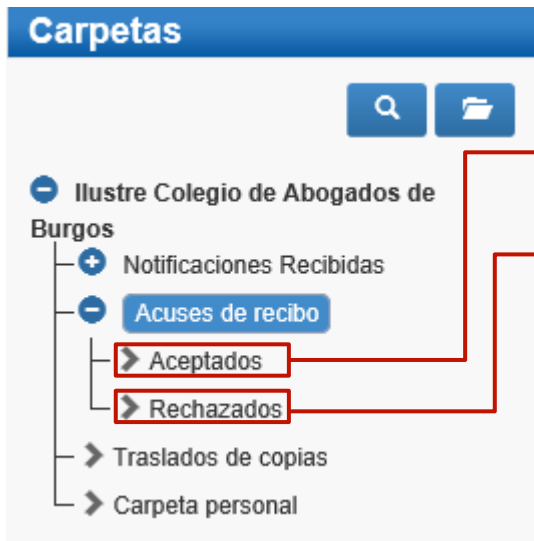 Carpetas
Ilustre Colegio de Abogados de
Burgos
Notificaciones Recibidas
Acuses de recibo
Aceptados
Rechazados
Traslados de copias
Carpeta personal